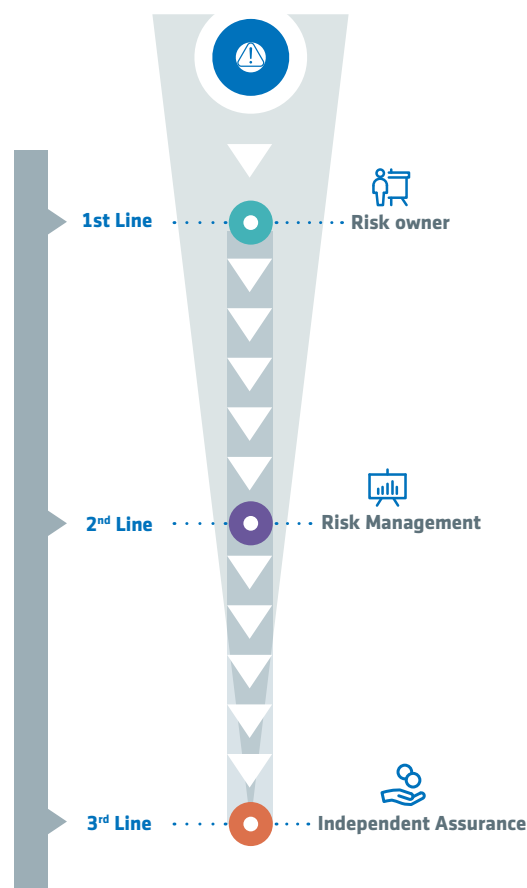 1st Line
Risk owner
2nd Line
Risk Management
3rd Line
Independent Assurance